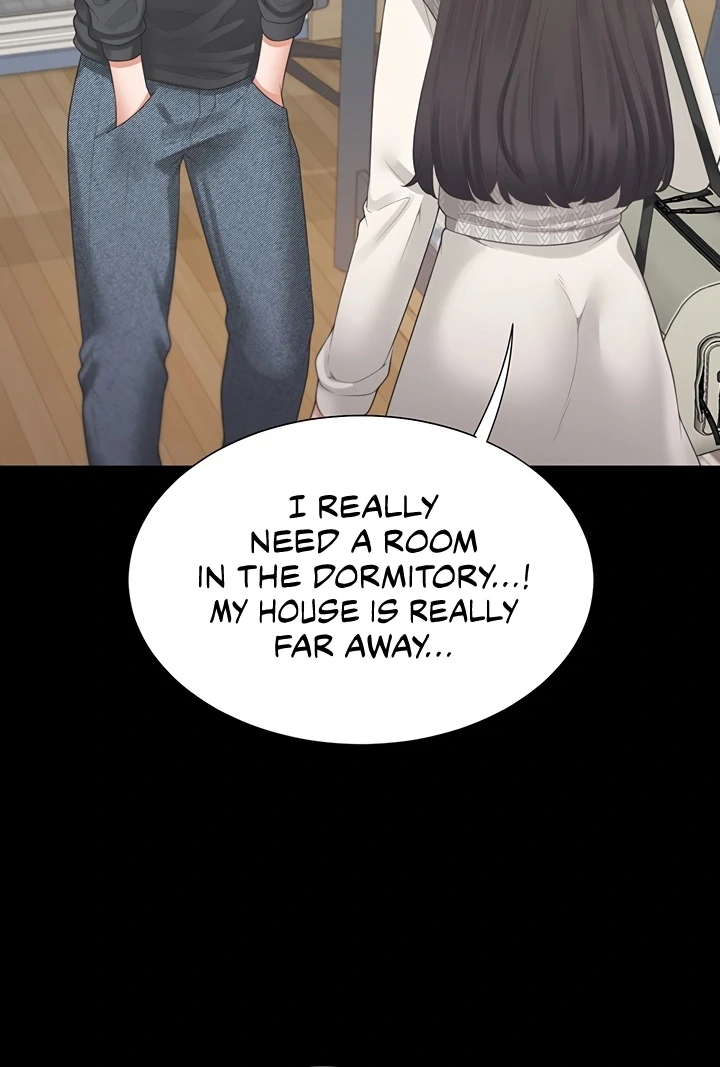 I REALLY
NEED A ROOM
IN THE DORMITORY...!
MY HOUSE IS REALLY
FAR AWAY...